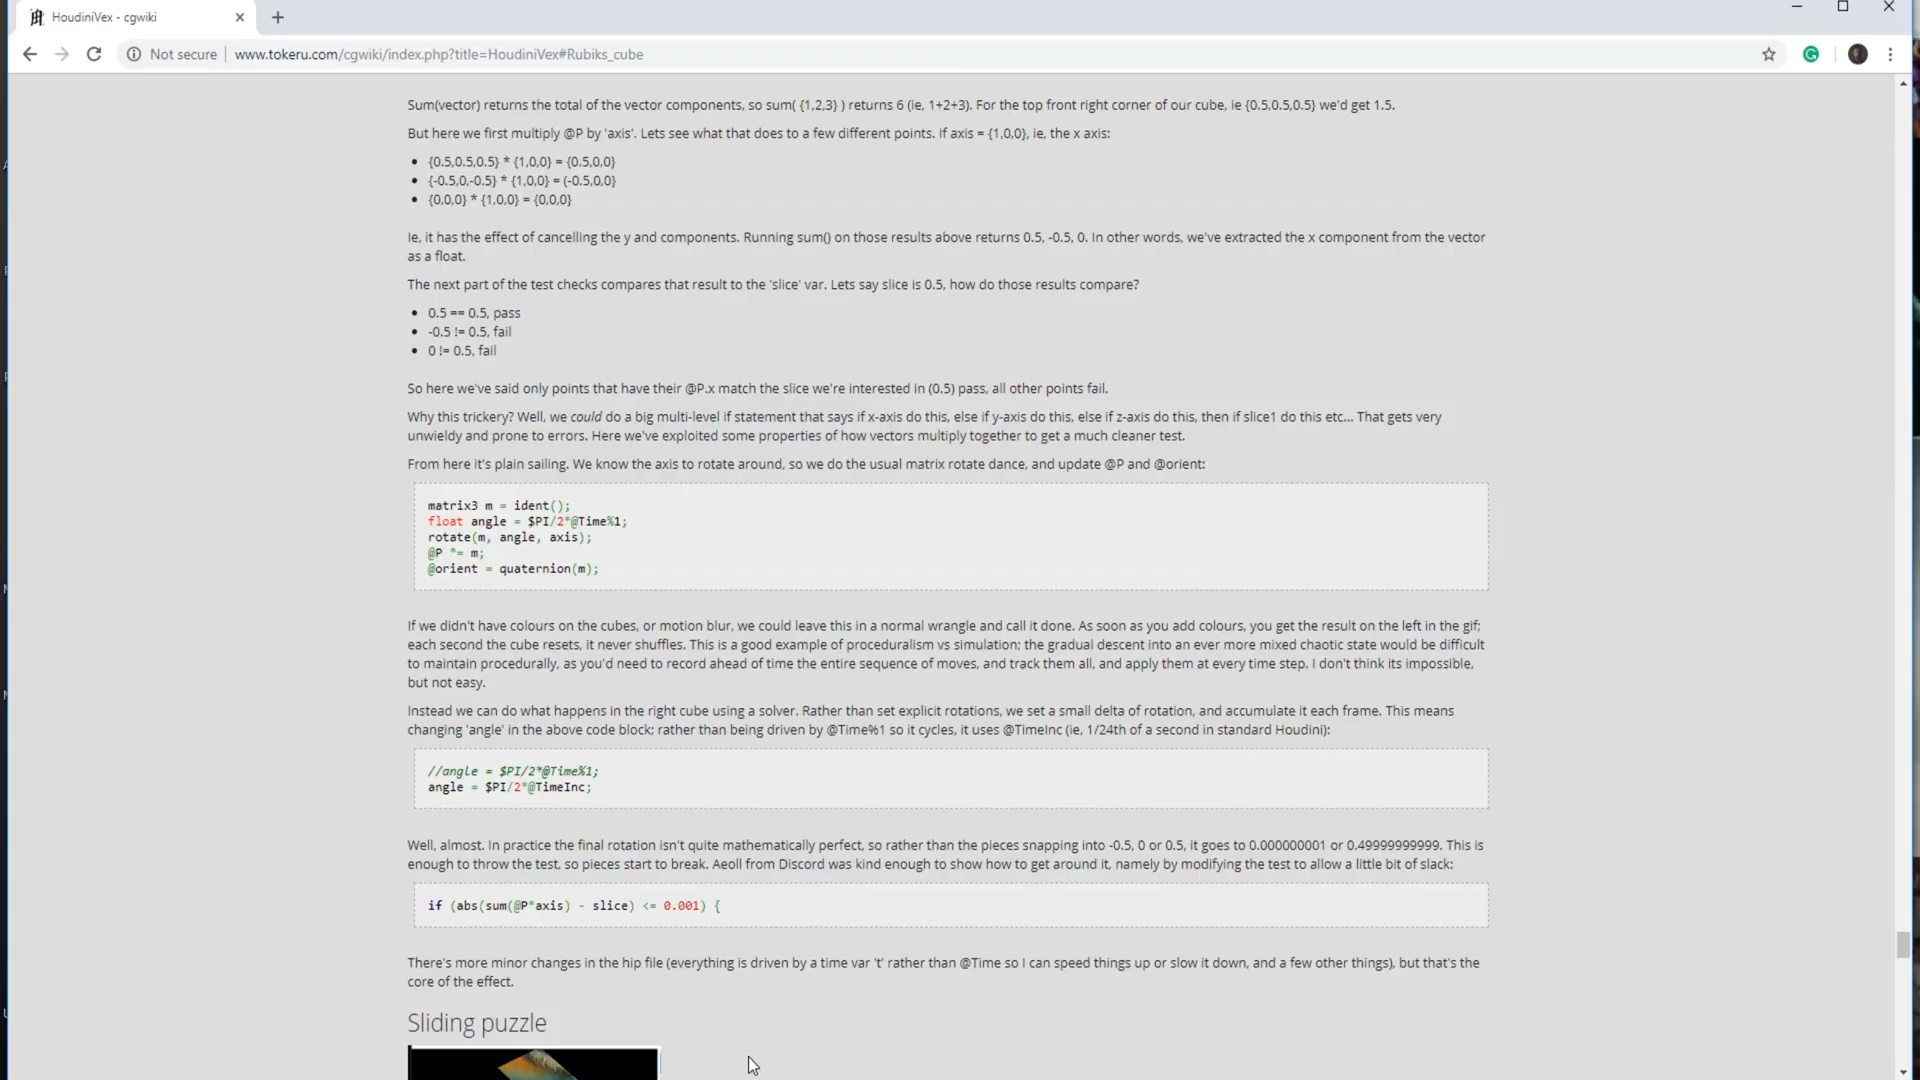 HoudiniVex - cgwiki
Not secure www.tokeru.com/cgwiki/index.php?title=HoudiniVex#Rubiks_cube
Sum(vector) returns the total of the vector components, so sum( {1,2,3} ) returns 6 (ie, 1+2+3). For the top front right corner of our cube, ie {0.5,0.5,0.5} we'd get 1.5.
But here we first multiply @P by 'axis'. Lets see what that does to a few different points. If axis = {1,0,0}, ie, the x axis:
{0.5,0.5,0.5} * {1,0,0} = {0.5,0,0}
{-0.5,0,-0.5} * {1,0,0} = (-0.5,0,0}
{0,0,0} * {1,0,0} = {0,0,0}
Ie, it has the effect of cancelling the y and components. Running sum() on those results above returns 0.5, -0.5, 0. In other words, we've extracted the x component from the vector
as a float.
The next part of the test checks compares that result to the 'slice' var. Lets say slice is 0.5, how do those results compare?
0.5 == 0.5, pass
-0.5 != 0.5, fail
0 != 0.5, fail
So here we've said only points that have their @P.x match the slice we're interested in (0.5) pass, all other points fail.
Why this trickery? Well, we could do a big multi-level if statement that says if x-axis do this, else if y-axis do this, else if z-axis do this, then if slice1 do this etc... That gets very
unwieldy and prone to errors. Here we've exploited some properties of how vectors multiply together to get a much cleaner test.
From here it's plain sailing. We know the axis to rotate around, so we do the usual matrix rotate dance, and update @P and @orient:
matrix3 m = ident();
float angle = $PI/2*@Time%1;
rotate(m, angle, axis);
@P *= m;
@orient = quaternion(m);
If we didn't have colours on the cubes, or motion blur, we could leave this in a normal wrangle and call it done. As soon as you add colours, you get the result on the left in the gif;
each second the cube resets, it never shuffles. This is a good example of proceduralism vs simulation; the gradual descent into an ever more mixed chaotic state would be difficult
to maintain procedurally, as you'd need to record ahead of time the entire sequence of moves, and track them all, and apply them at every time step. I don't think its impossible,
but not easy.
Instead we can do what happens in the right cube using a solver. Rather than set explicit rotations, we set a small delta of rotation, and accumulate it each frame. This means
changing 'angle' in the above code block; rather than being driven by @Time%1 so it cycles, it uses @TimeInc (ie, 1/24th of a second in standard Houdini):
//angle = $PI/2*@Time%1;
angle = $PI/2*@TimeInc;
Well, almost. In practice the final rotation isn't quite mathematically perfect, so rather than the pieces snapping into -0.5, 0 or 0.5, it goes to 0.000000001 or 0.49999999999. This is
enough to throw the test, so pieces start to break. Aeoll from Discord was kind enough to show how to get around it, namely by modifying the test to allow a little bit of slack:
if (abs(sum(@P*axis) - slice) <= 0.001) {
There's more minor changes in the hip file (everything is driven by a time var 't' rather than @Time so I can speed things up or slow it down, and a few other things), but that's the
core of the effect.
Sliding puzzle